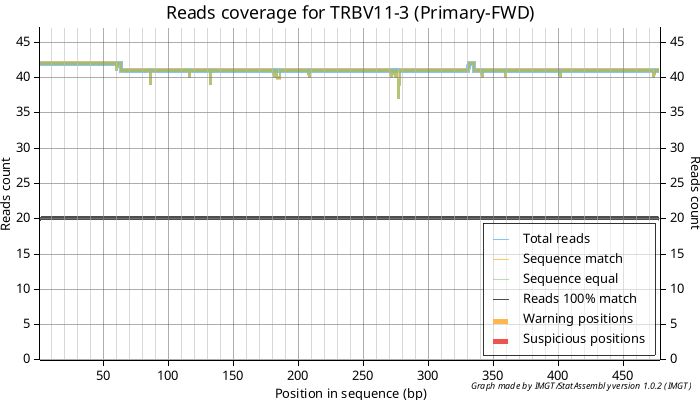 Reads coverage for TRBV11-3 (Primary-FWD)
45 45
40 40
35 35
30 30
25 25
20 20
15 15
10 10
5 5
0 0
Reads count
Reads count
Total reads
Sequence match
Sequence equal
Reads 100% match
Warning positions
Suspicious positions
50 100 150 200 250 300 350 400 450
Position in sequence (bp)
Graph made by IMGT/StatAssembly version 1.0.2 (IMGT)